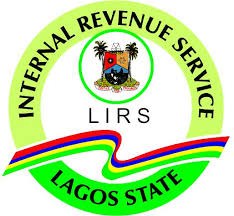 INTERNAL REVENUE SERVICE
LIRS
LAGOS STATE